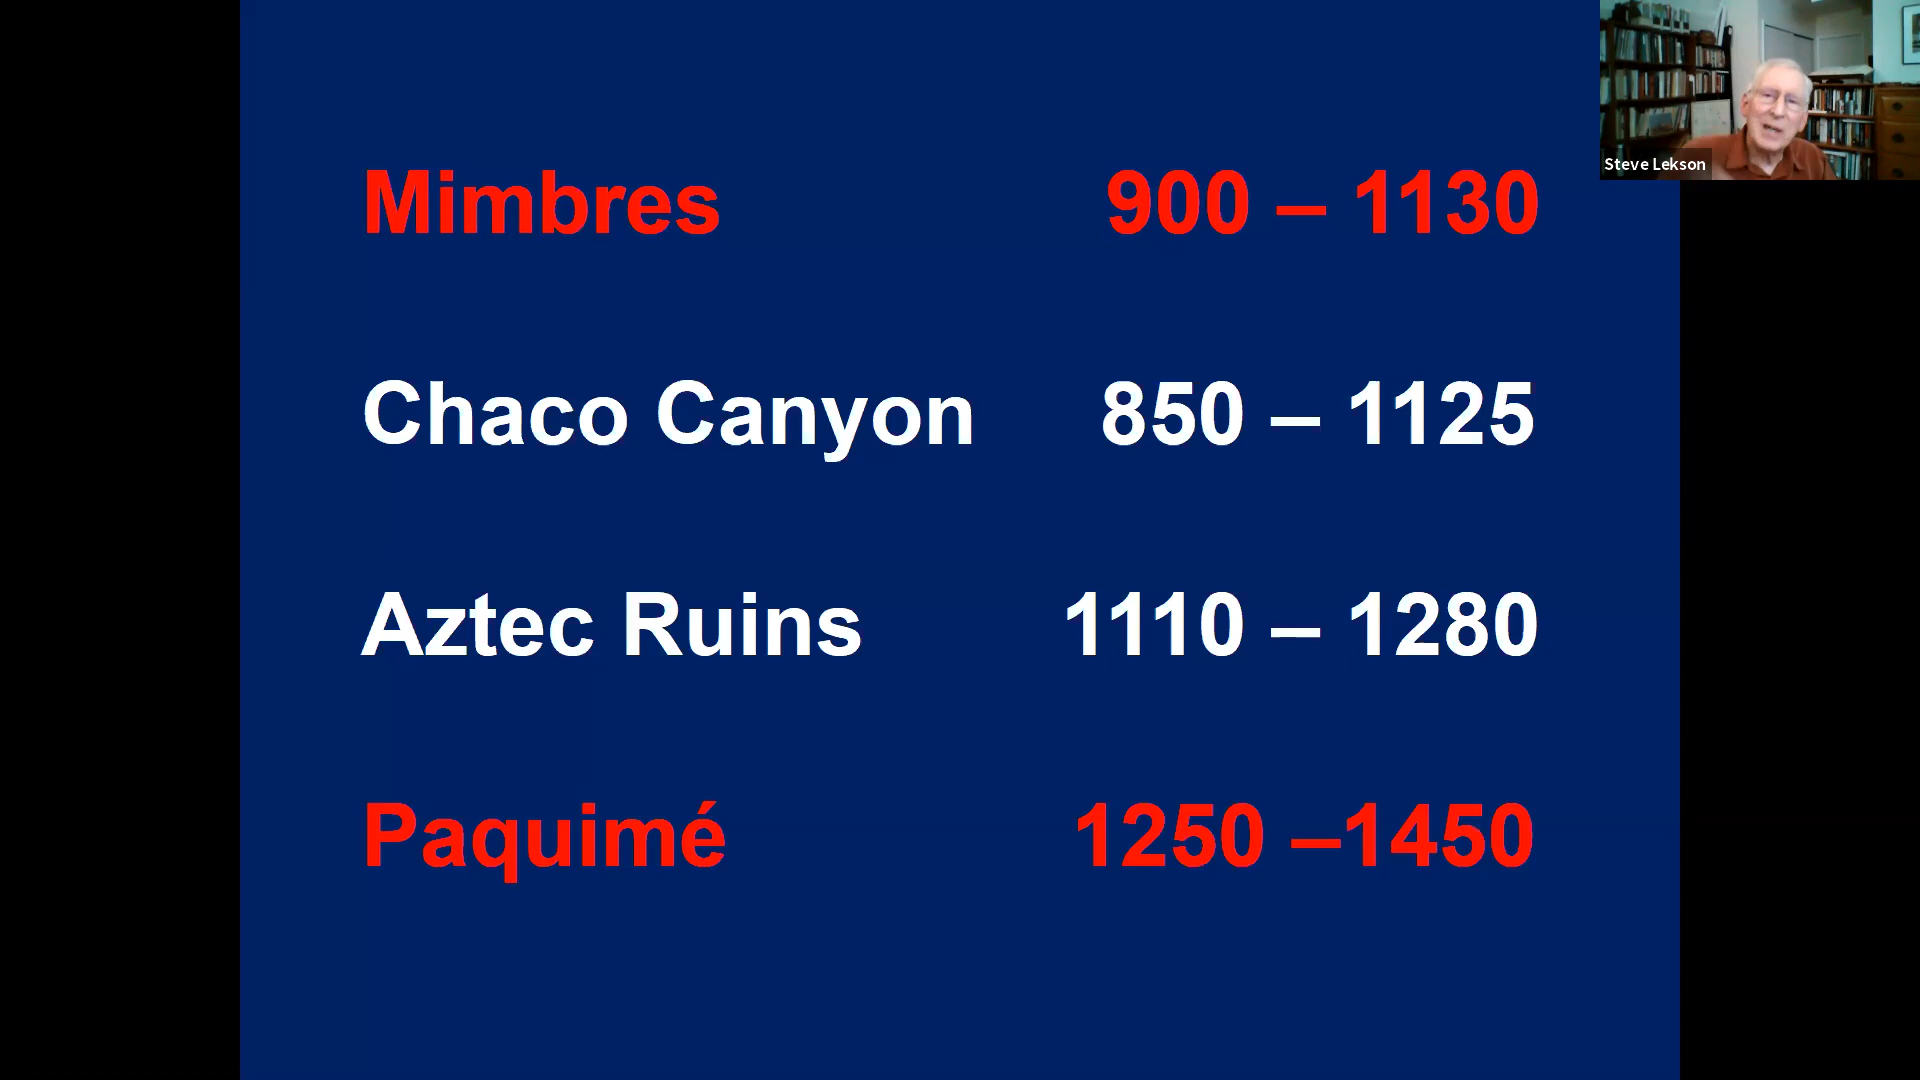 Steve Lekson
Mimbres 900 – 1130
Chaco Canyon 850 – 1125
Aztec Ruins 1110 – 1280
Paquimé 1250 –1450